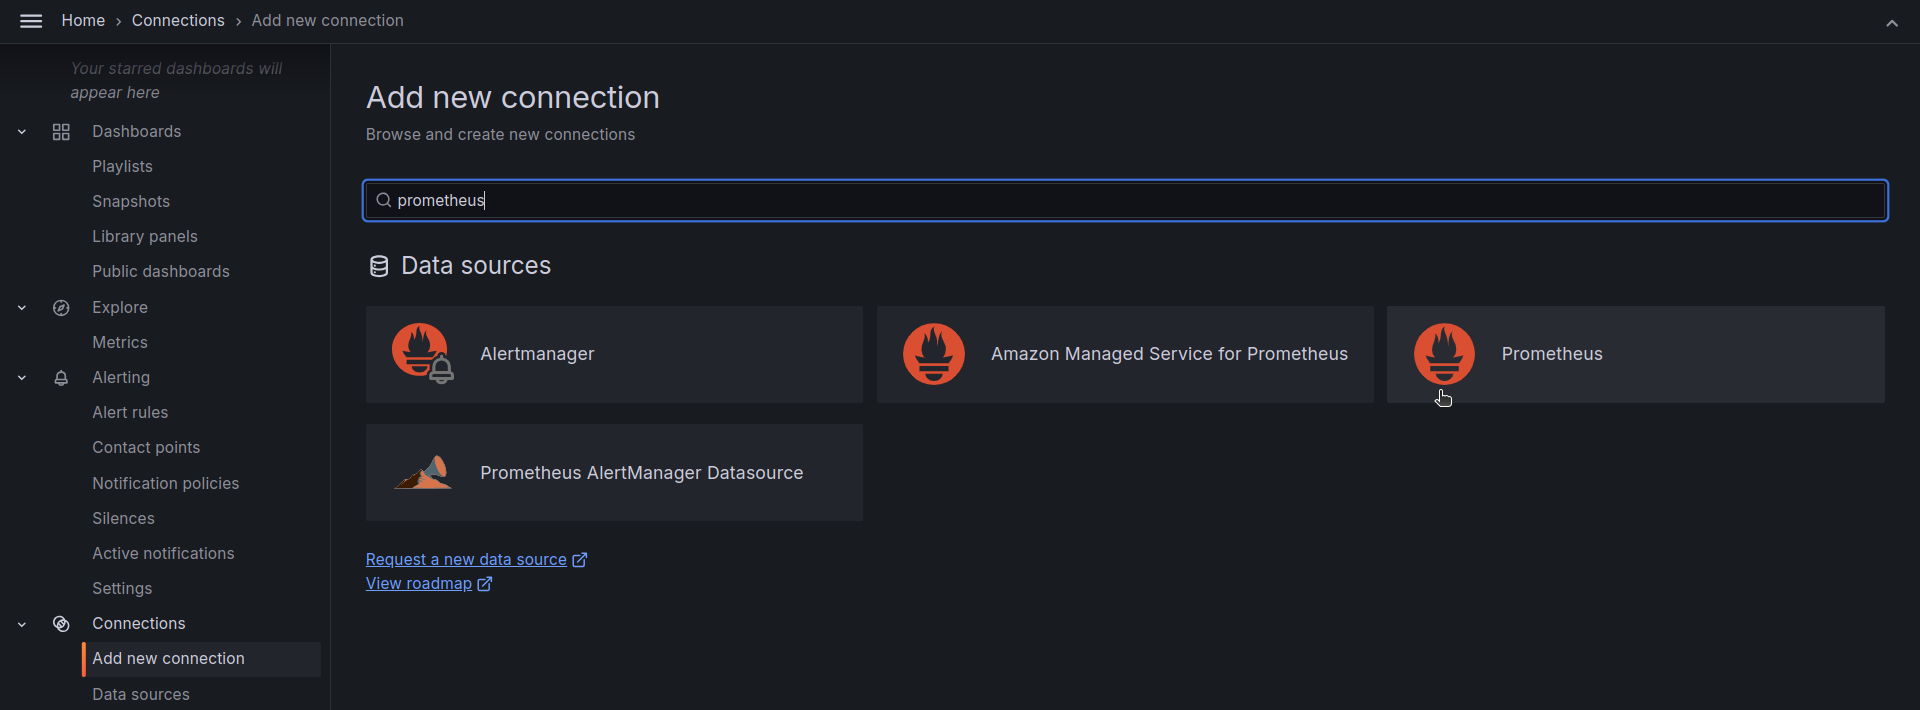 Home › Connections › Add new connection
Your starred dashboards will
appear here
Dashboards
Playlists
Snapshots
Library panels
Public dashboards
Explore
Metrics
Alerting
Alert rules
Contact points
Notification policies
Silences
Active notifications
Settings
Connections
Add new connection
Data sources
Add new connection
Browse and create new connections
prometheus
Data sources
Alertmanager
Amazon Managed Service for Prometheus
Prometheus
Prometheus AlertManager Datasource
Request a new data source
View roadmap